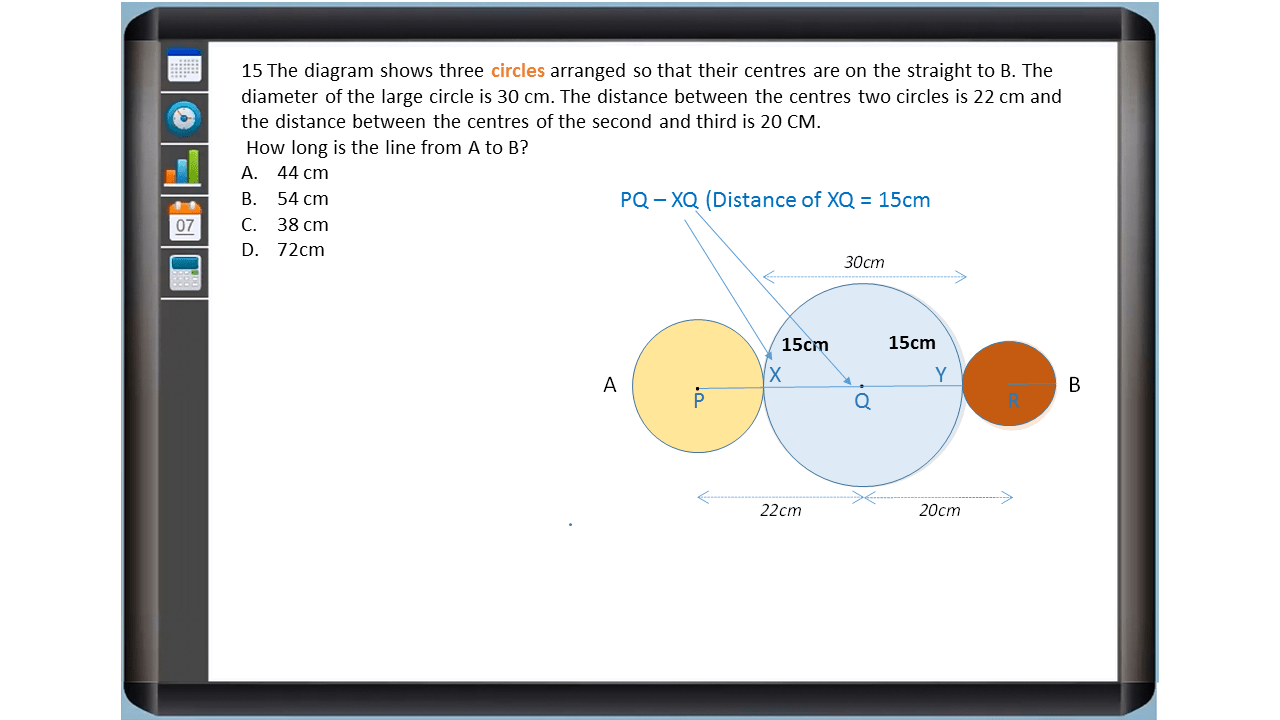 15 The diagram shows three circles arranged so that their centres are on the straight to B. The
diameter of the large circle is 30 cm. The distance between the centres two circles is 22 cm and
the distance between the centres of the second and third is 20 CM.
How long is the line from A to B?
A. 44 cm
B. 54 cm
C. 38 cm
D. 72cm
PQ – XQ (Distance of XQ = 15cm
30cm
15cm 15cm
X Y
A B
P Q R
22cm 20cm
07